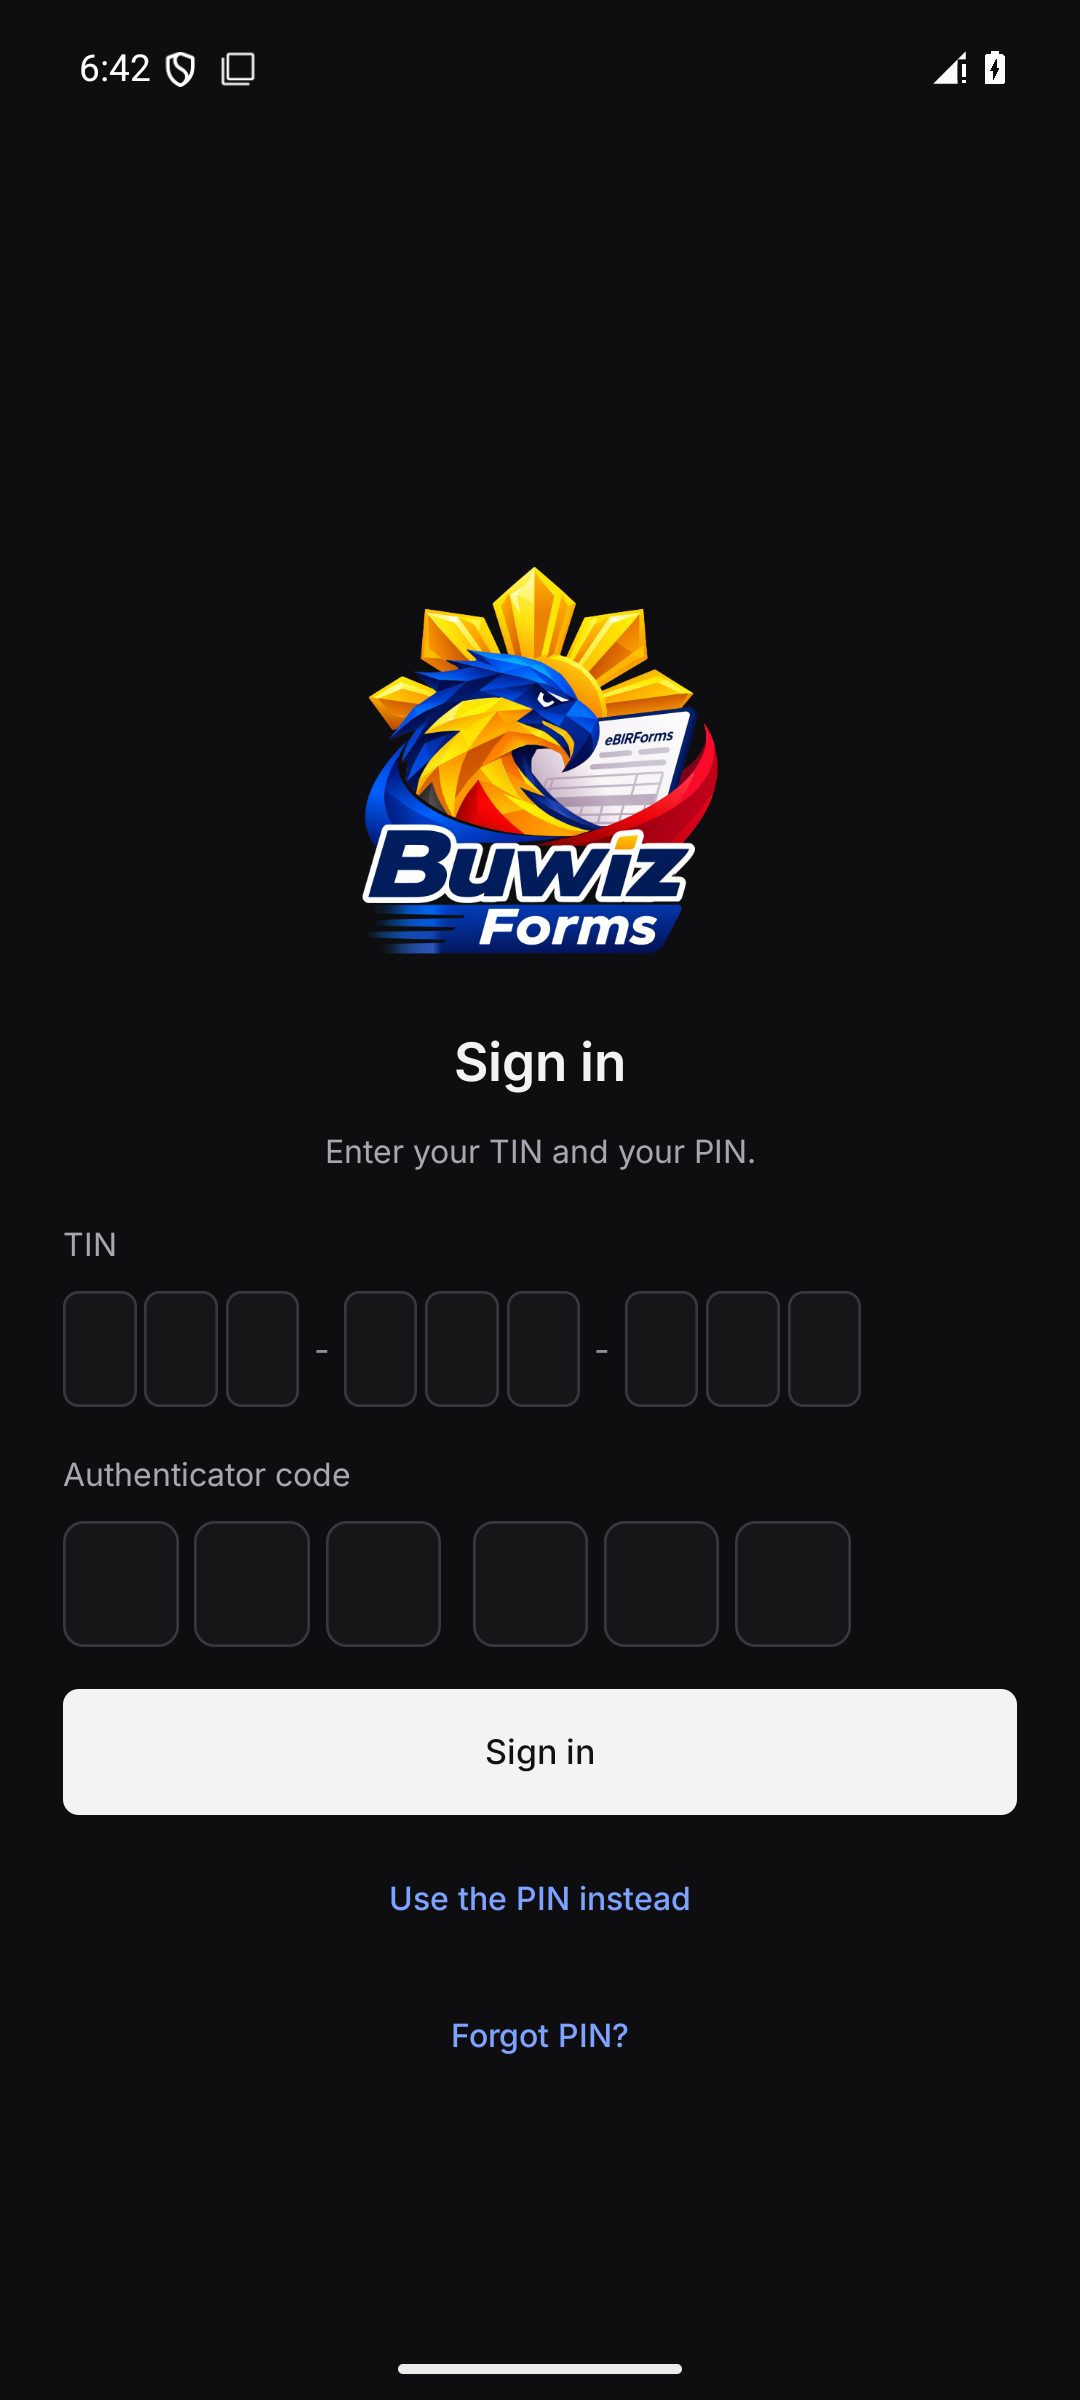 6:42
eBIRForms
Buwiz
Forms
Sign in
Enter your TIN and your PIN.
TIN
- -
Authenticator code
Sign in
Use the PIN instead
Forgot PIN?